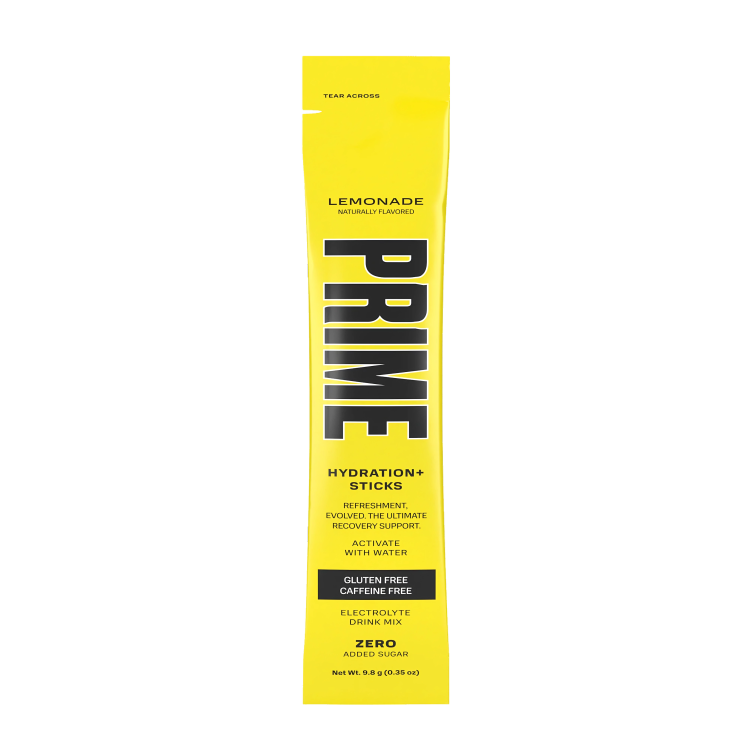 TEAR ACROSS
LEMONADE
NATURALLY FLAVORED
PRIME
HYDRATION+
STICKS
REFRESHMENT,
EVOLVED. THE ULTIMATE
RECOVERY SUPPORT.
ACTIVATE
WITH WATER
GLUTEN FREE
CAFFEINE FREE
ELECTROLYTE
DRINK MIX
ZERO
ADDED SUGAR
Net Wt. 9.8 g (0.35 oz)